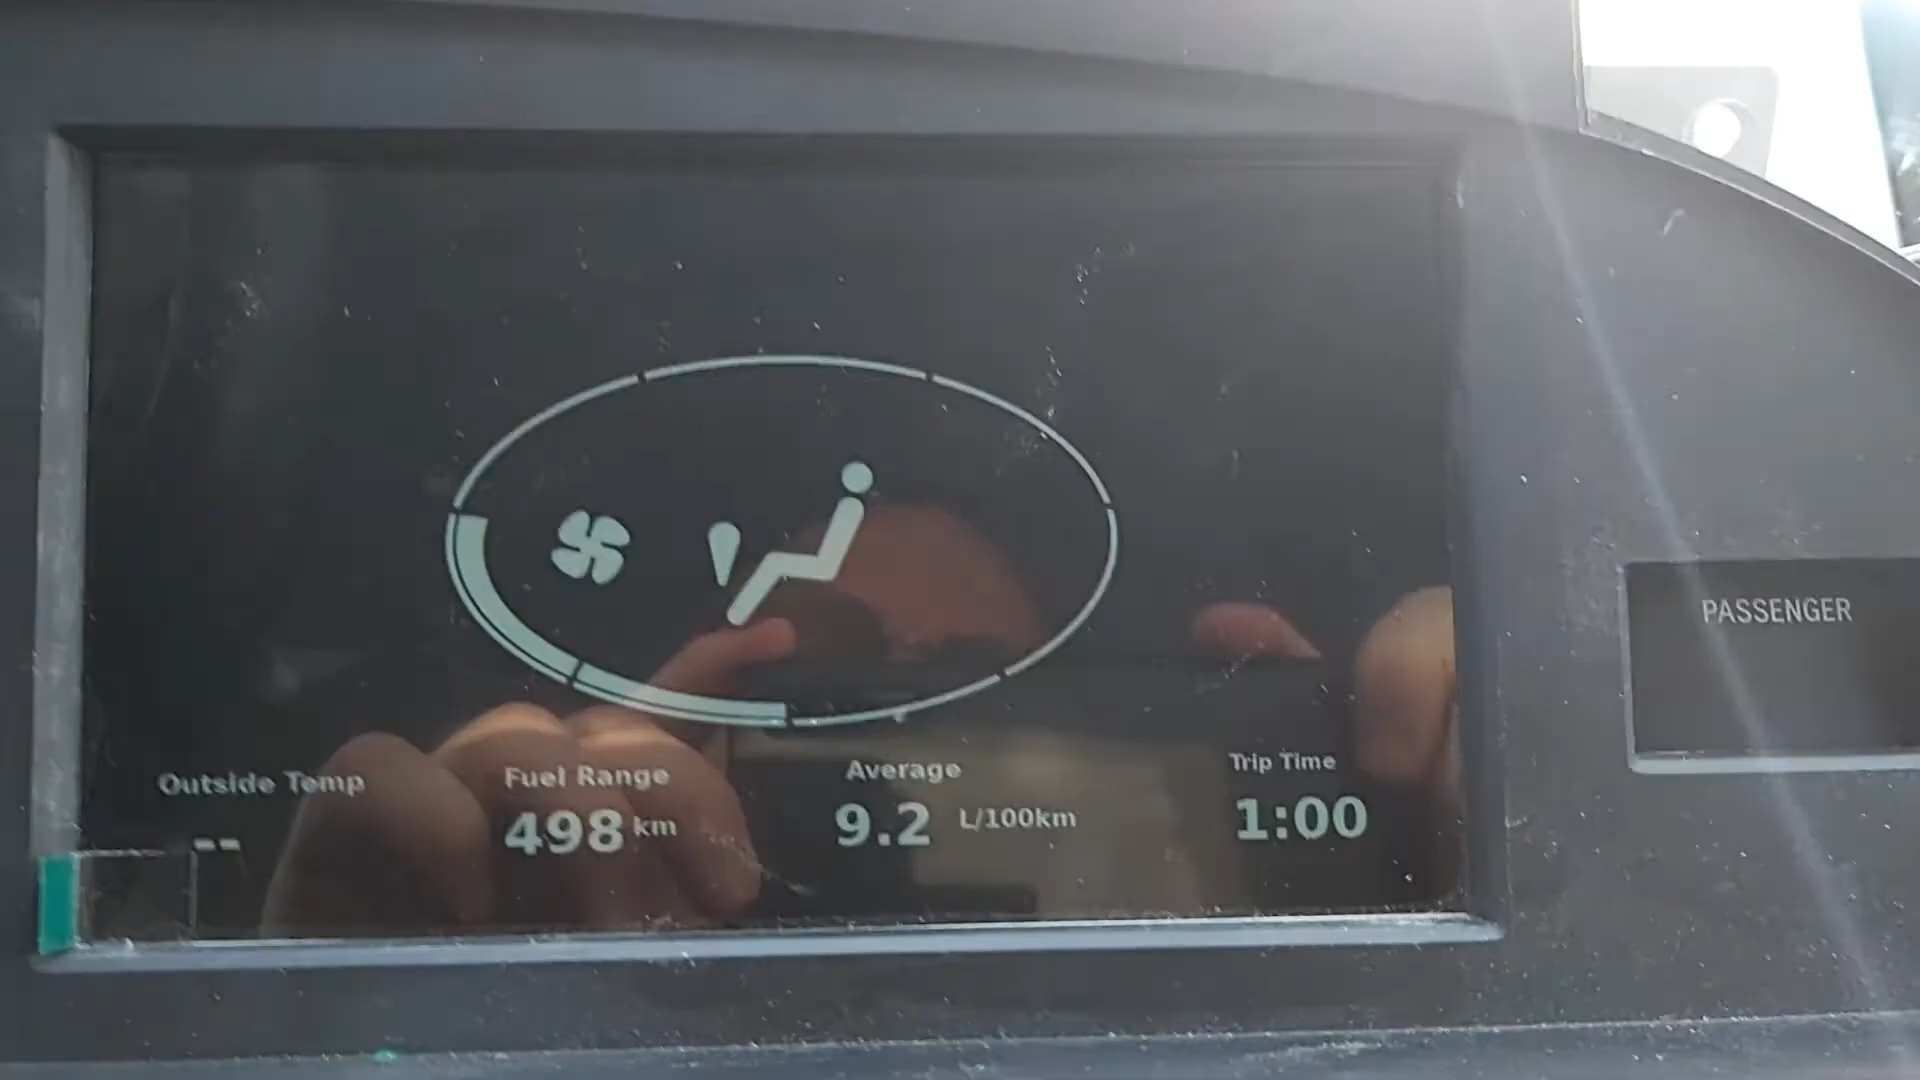 PASSENGER
Outside Temp
--
Fuel Range
498 km
Average
9.2 L/100km
Trip Time
1:00